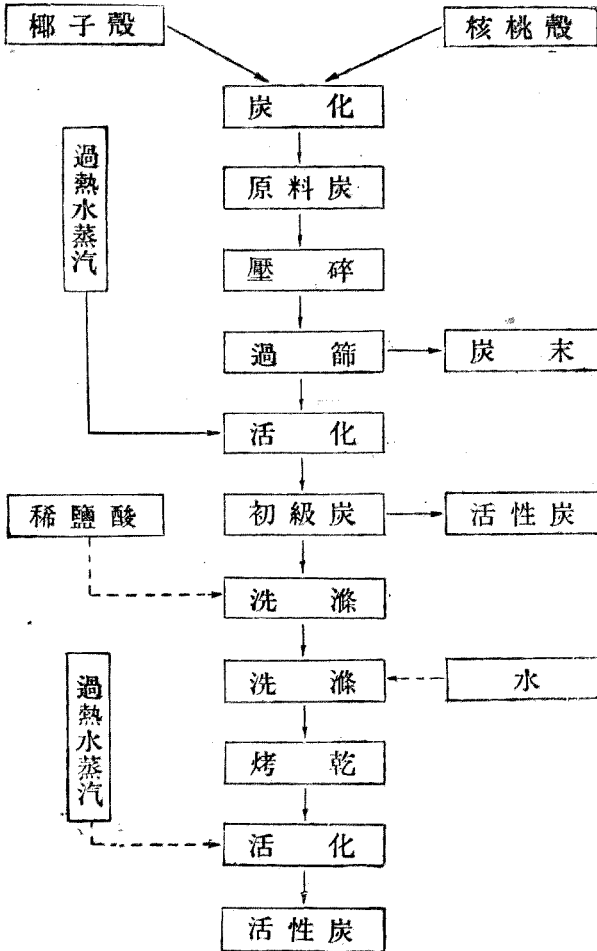 椰子殼
核桃殼
炭化
過熱水蒸汽
原料炭
壓碎
過篩
炭末
活化
稀鹽酸
初級炭
活性炭
洗滌
過熱水蒸汽
洗滌
水
烤乾
活化
活性炭